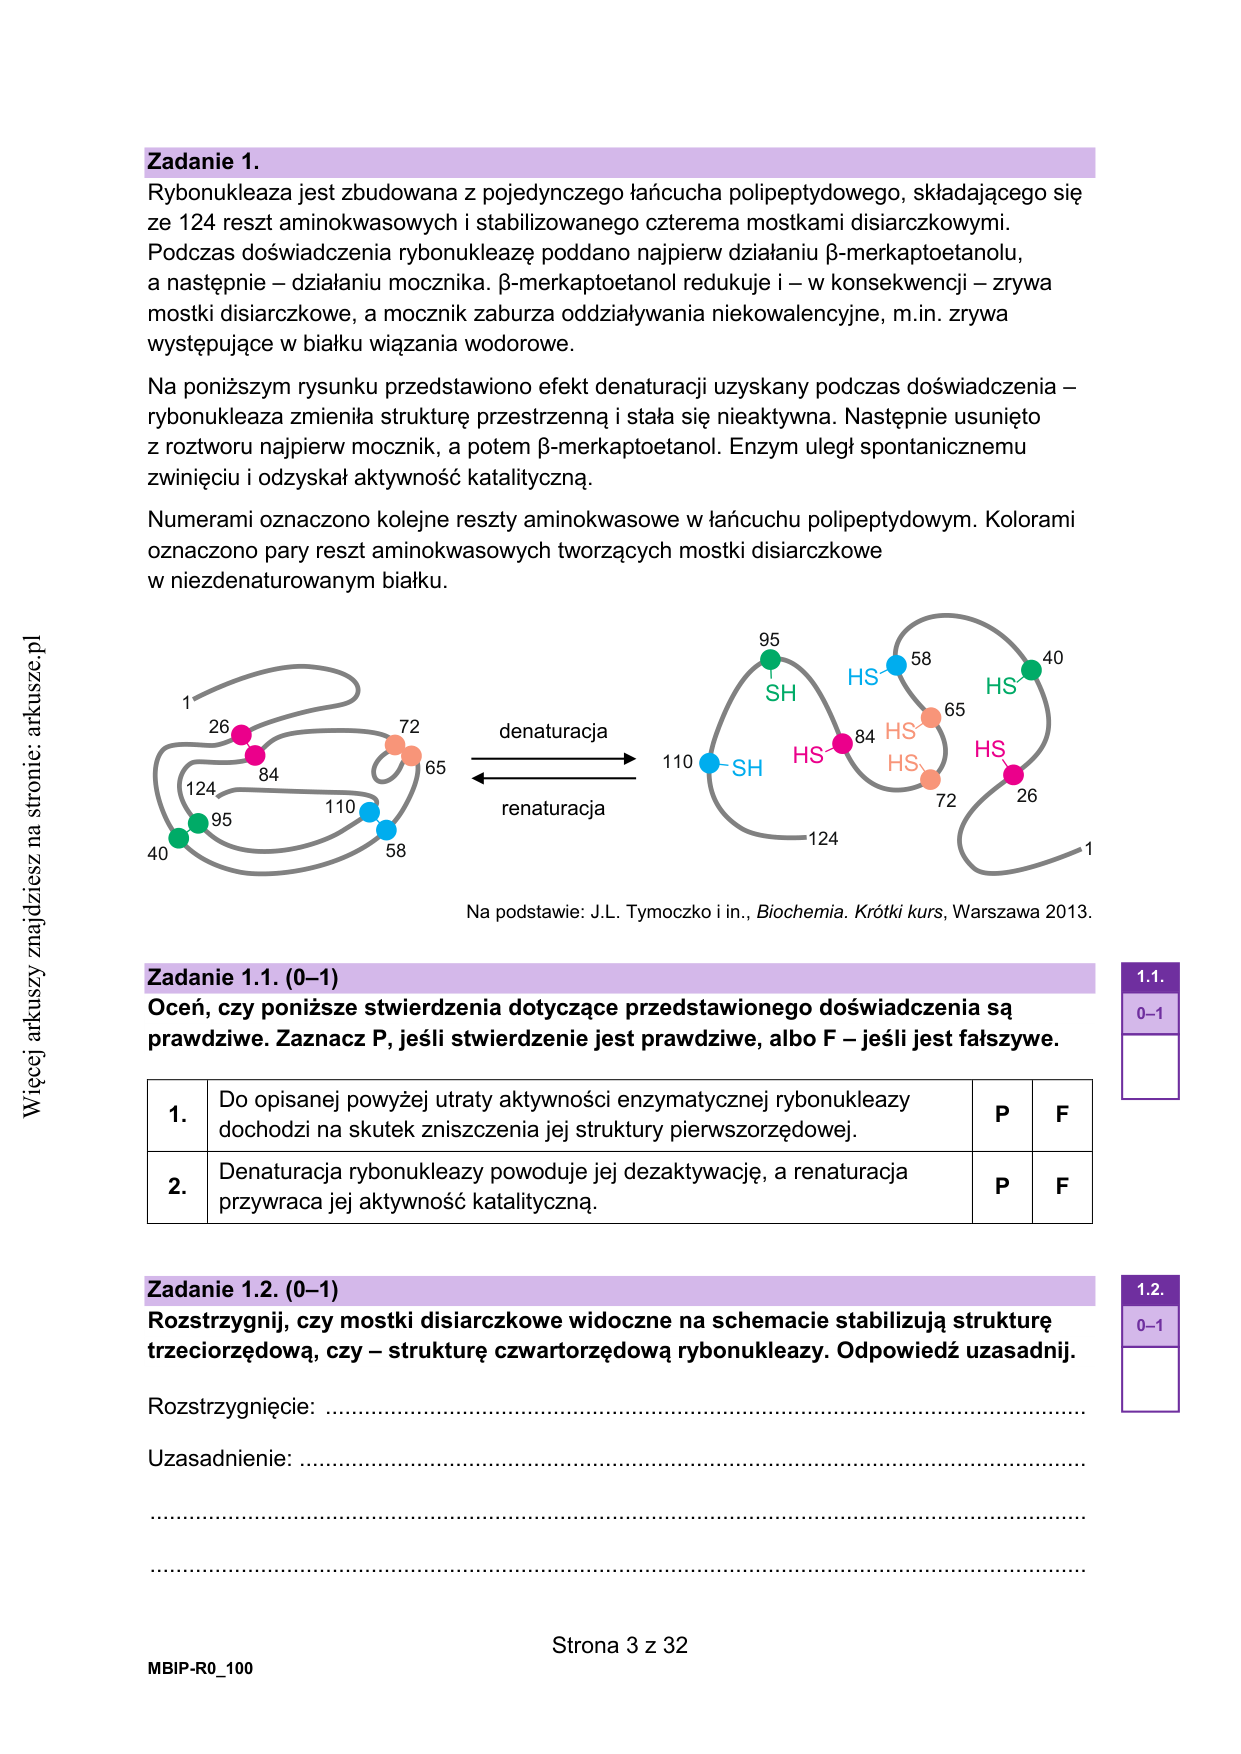 Zadanie 1.
Rybonukleaza jest zbudowana z pojedynczego łańcucha polipeptydowego, składającego się
ze 124 reszt aminokwasowych i stabilizowanego czterema mostkami disiarczkowymi.
Podczas doświadczenia rybonukleazę poddano najpierw działaniu β-merkaptoetanolu,
a następnie – działaniu mocznika. β-merkaptoetanol redukuje i – w konsekwencji – zrywa
mostki disiarczkowe, a mocznik zaburza oddziaływania niekowalencyjne, m.in. zrywa
występujące w białku wiązania wodorowe.
Na poniższym rysunku przedstawiono efekt denaturacji uzyskany podczas doświadczenia –
rybonukleaza zmieniła strukturę przestrzenną i stała się nieaktywna. Następnie usunięto
z roztworu najpierw mocznik, a potem β-merkaptoetanol. Enzym uległ spontanicznemu
zwinięciu i odzyskał aktywność katalityczną.
Numerami oznaczono kolejne reszty aminokwasowe w łańcuchu polipeptydowym. Kolorami
oznaczono pary reszt aminokwasowych tworzących mostki disiarczkowe
w niezdenaturowanym białku.
1
26
84
72
65
124
95
110
40
58
denaturacja
renaturacja
95
SH
HS
58
40
HS
65
HS
84
HS
HS
72
HS
26
110
SH
124
1
Na podstawie: J.L. Tymoczko i in., Biochemia. Krótki kurs, Warszawa 2013.
Zadanie 1.1. (0–1)
Oceń, czy poniższe stwierdzenia dotyczące przedstawionego doświadczenia są
prawdziwe. Zaznacz P, jeśli stwierdzenie jest prawdziwe, albo F – jeśli jest fałszywe.
1.1.
0–1
1. Do opisanej powyżej utraty aktywności enzymatycznej rybonukleazy
dochodzi na skutek zniszczenia jej struktury pierwszorzędowej. P F
2. Denaturacja rybonukleazy powoduje jej dezaktywację, a renaturacja
przywraca jej aktywność katalityczną. P F
Zadanie 1.2. (0–1)
Rozstrzygnij, czy mostki disiarczkowe widoczne na schemacie stabilizują strukturę
trzeciorzędową, czy – strukturę czwartorzędową rybonukleazy. Odpowiedź uzasadnij.
1.2.
0–1
Rozstrzygnięcie: ....................................................................................................................
Uzasadnienie: ........................................................................................................................
...............................................................................................................................................
...............................................................................................................................................
Strona 3 z 32
MBIP-R0_100
Więcej arkuszy znajdziesz na stronie: arkusze.pl